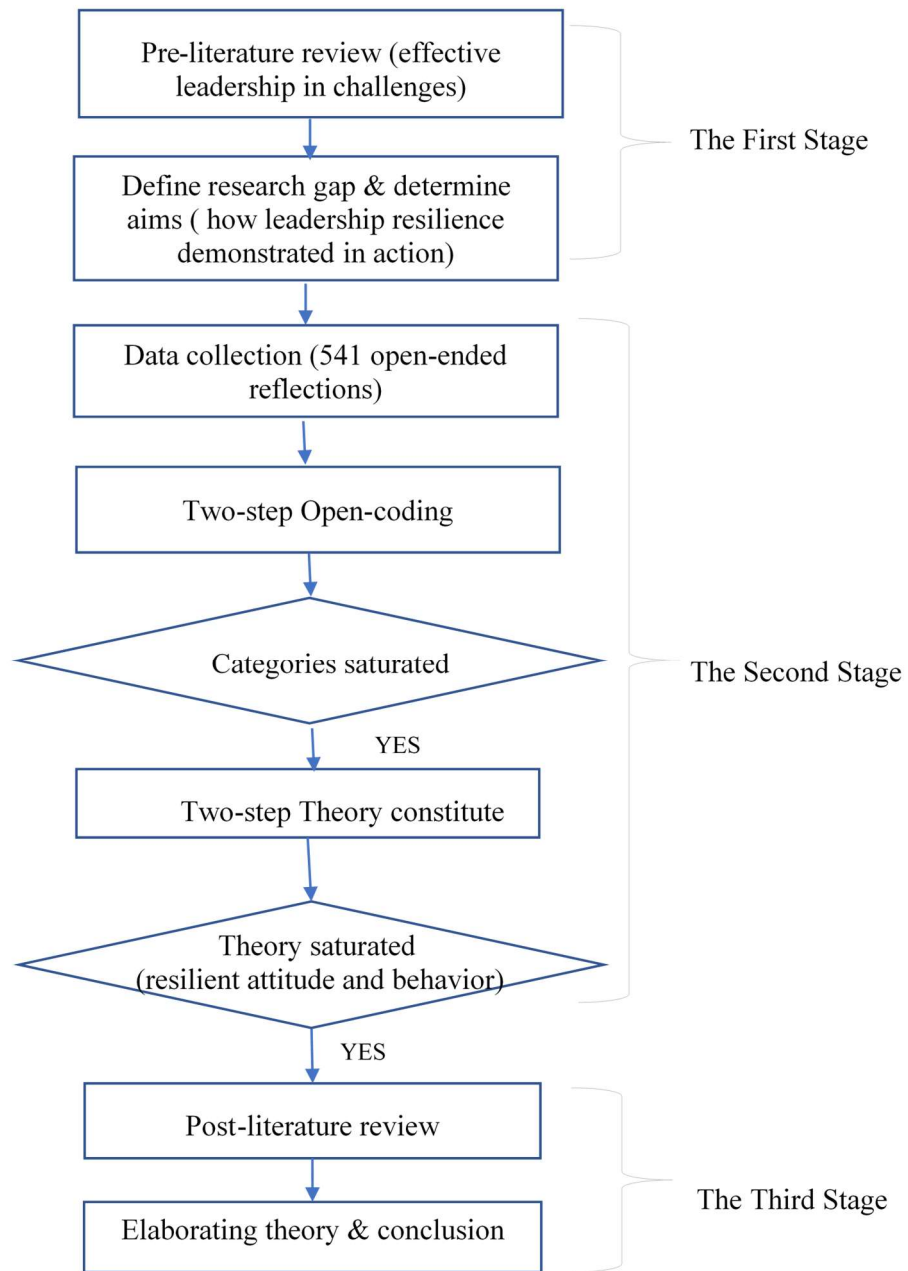 Pre-literature review (effective
leadership in challenges)
The First Stage
Define research gap & determine
aims ( how leadership resilience
demonstrated in action)
Data collection (541 open-ended
reflections)
Two-step Open-coding
Categories saturated
The Second Stage
YES
Two-step Theory constitute
Theory saturated
(resilient attitude and behavior)
YES
Post-literature review
The Third Stage
Elaborating theory & conclusion